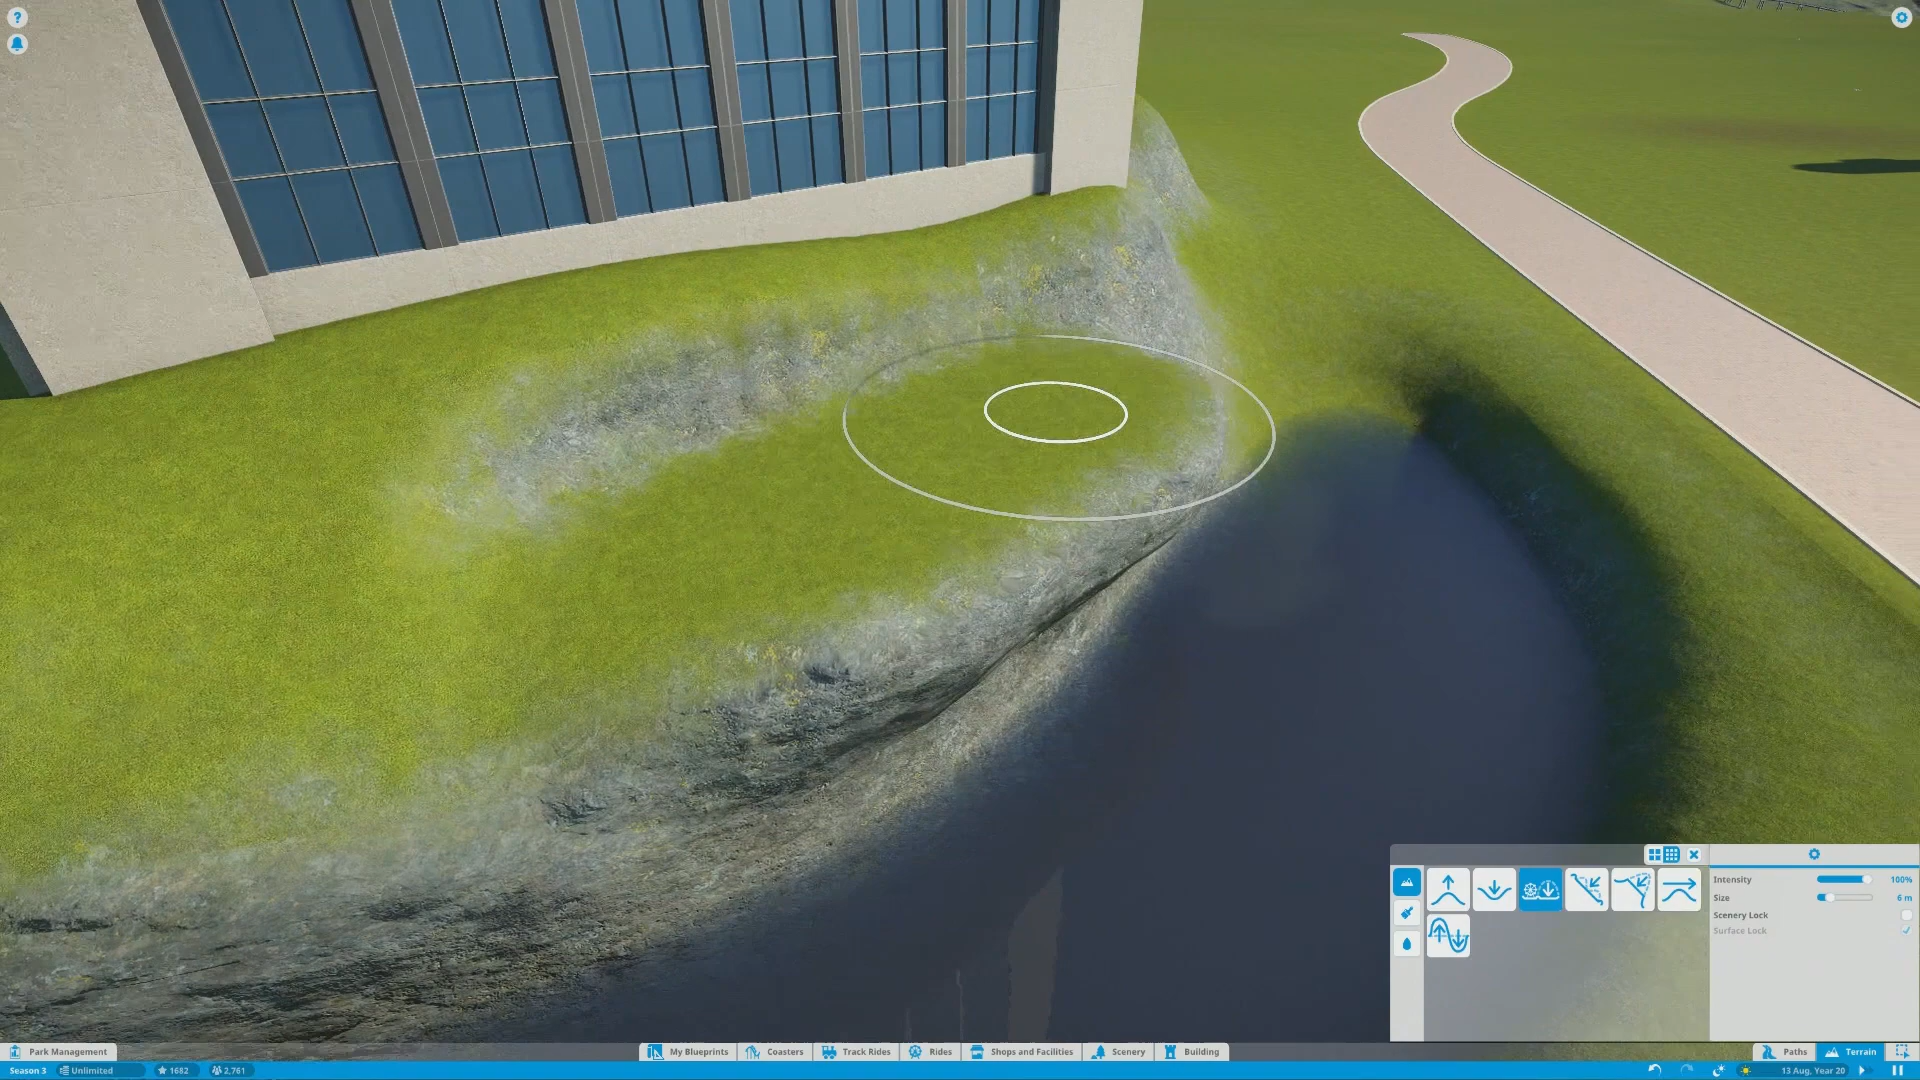 ?
Intensity 100%
Size 6 m
Scenery Lock
Surface Lock
Park Management
My Blueprints Coasters Track Rides Rides Shops and Facilities Scenery Building
Paths Terrain
Season 3 Unlimited 1682 2,761
13 Aug, Year 20